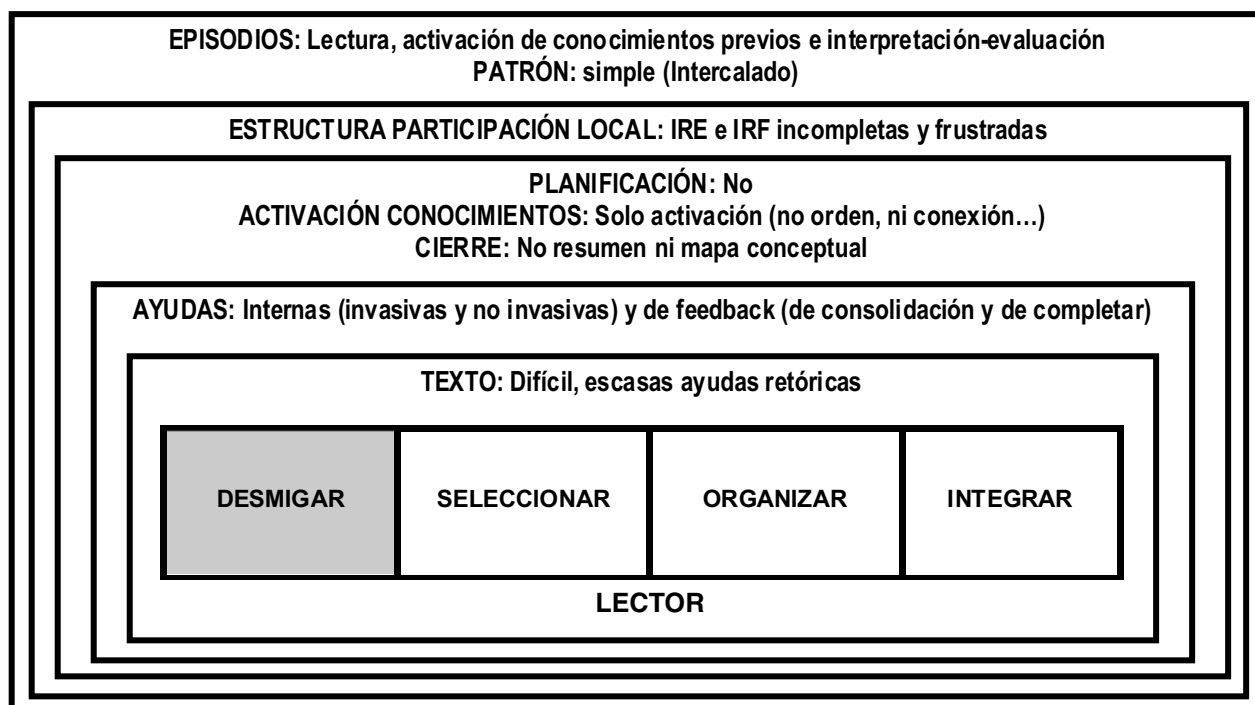 EPISODIOS: Lectura, activación de conocimientos previos e interpretación-evaluación
PATRÓN: simple (Intercalado)
ESTRUCTURA PARTICIPACIÓN LOCAL: IRE e IRF incompletas y frustradas
PLANIFICACIÓN: No
ACTIVACIÓN CONOCIMIENTOS: Solo activación (no orden, ni conexión…)
CIERRE: No resumen ni mapa conceptual
AYUDAS: Internas (invasivas y no invasivas) y de feedback (de consolidación y de completar)
TEXTO: Difícil, escasas ayudas retóricas
DESMIGAR SELECCIONAR ORGANIZAR INTEGRAR
LECTOR